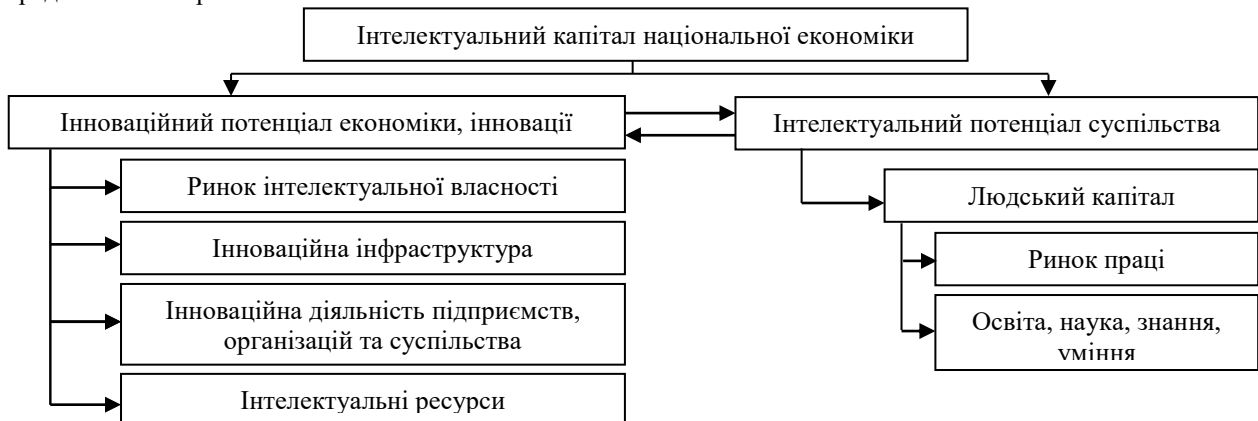 Інтелектуальний капітал національної економіки
Інноваційний потенціал економіки, інновації
Інтелектуальний потенціал суспільства
Ринок інтелектуальної власності
Людський капітал
Інноваційна інфраструктура
Ринок праці
Інноваційна діяльність підприємств,
організацій та суспільства
Освіта, наука, знання,
уміння
Інтелектуальні ресурси